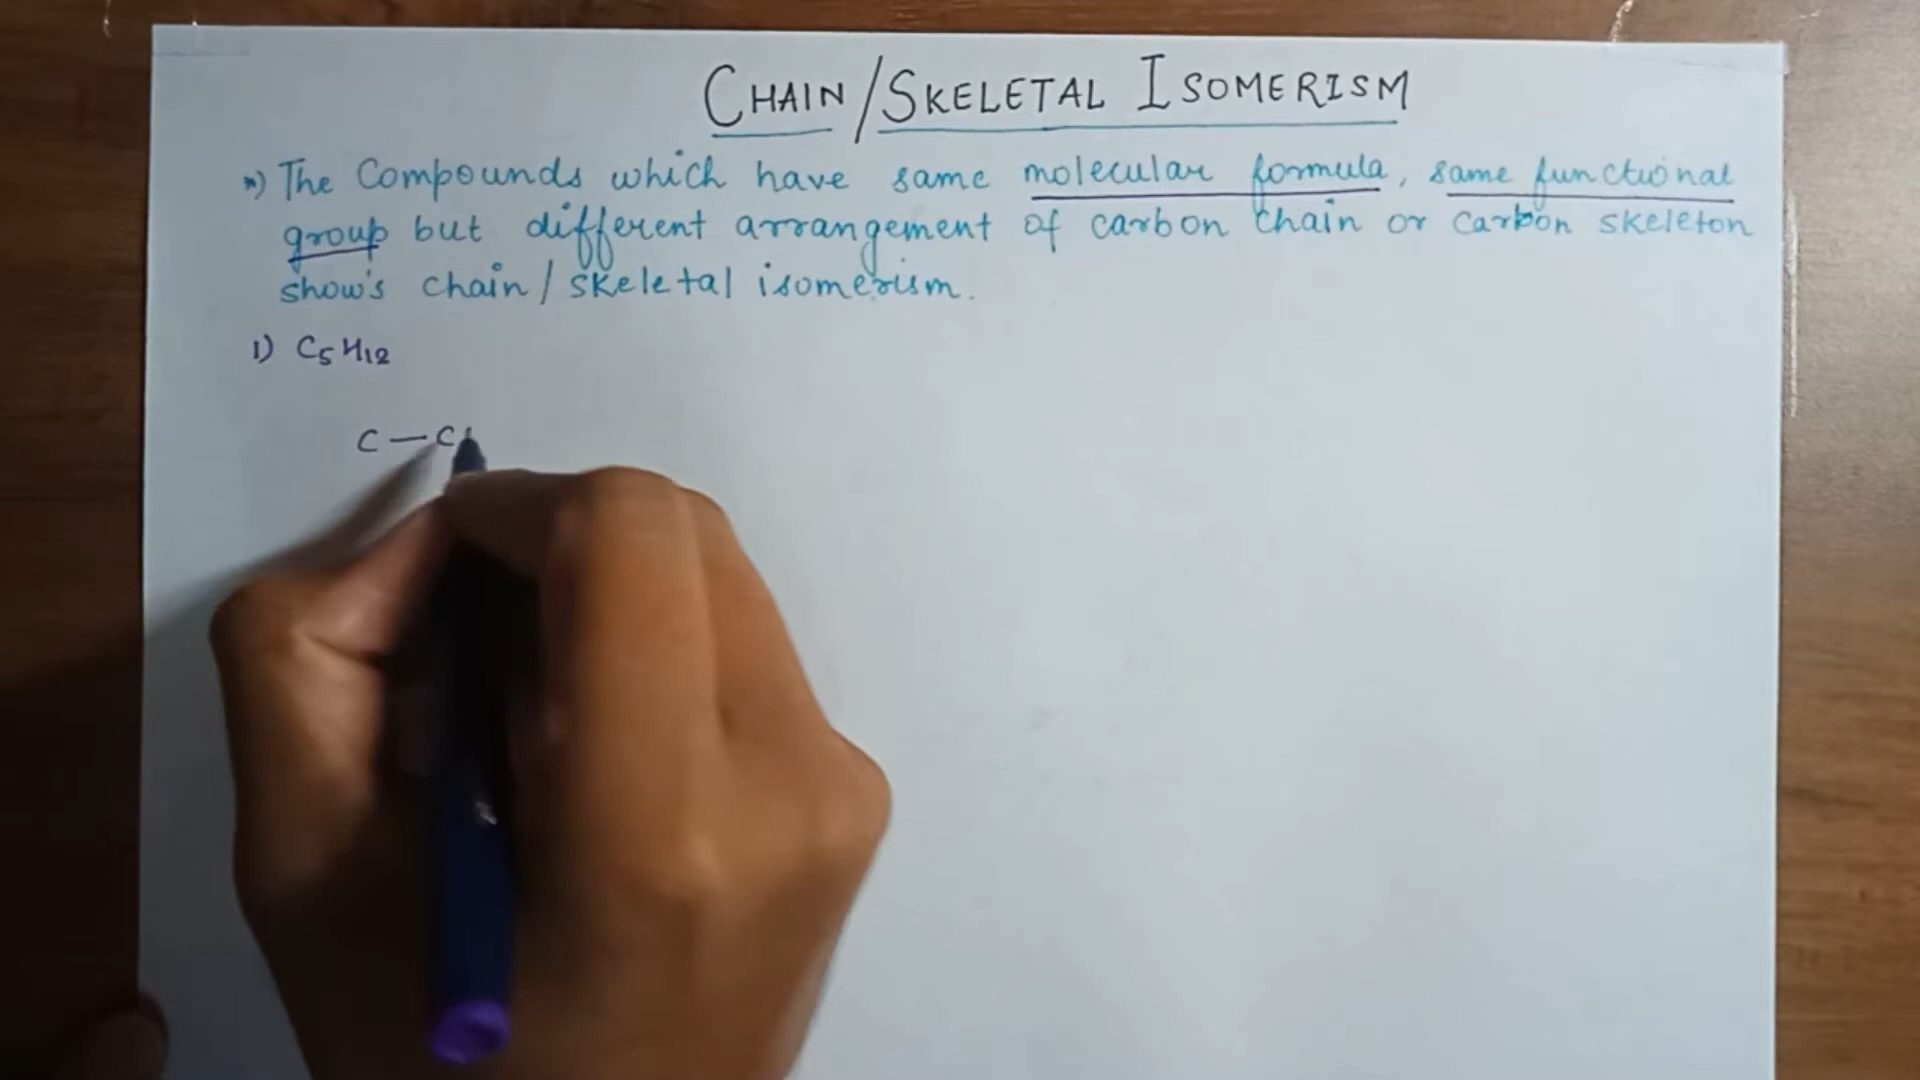 CHAIN/SKELETAL ISOMERISM
The Compounds which have same molecular formula, same functional
group but different arrangement of carbon chain or carbon skeleton
show's chain/skeletal isomerism.
1) C5H12
C-C